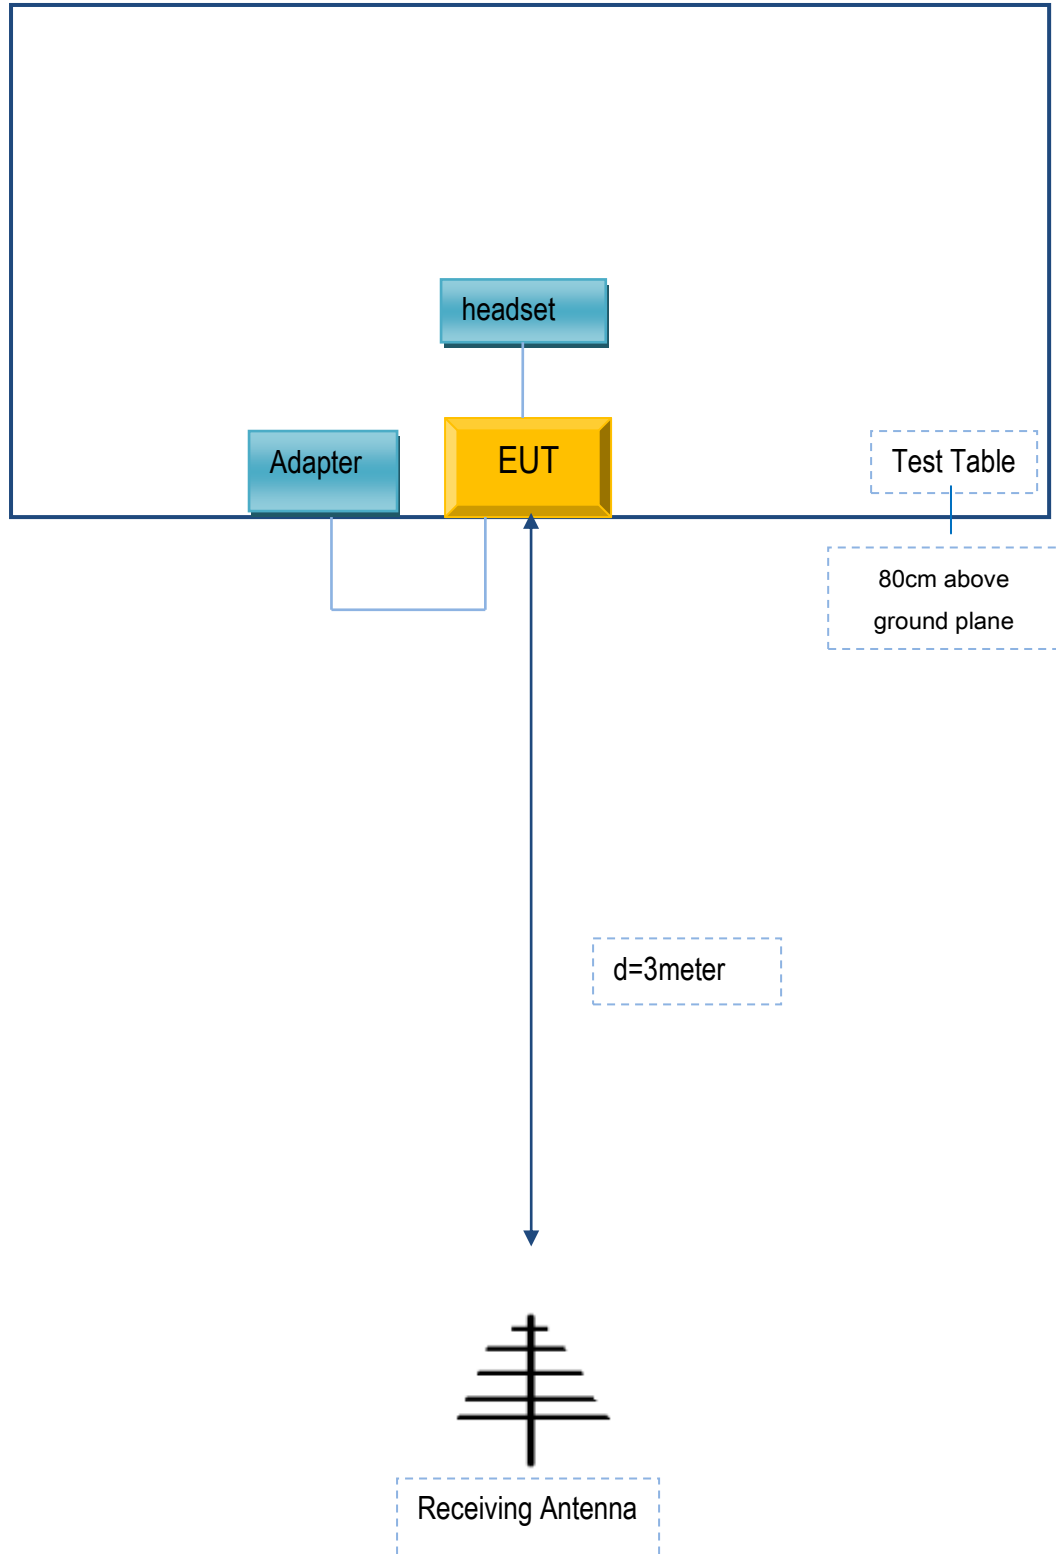 headset
Adapter
EUT
Test Table
80cm above
ground plane
d=3meter
Receiving Antenna